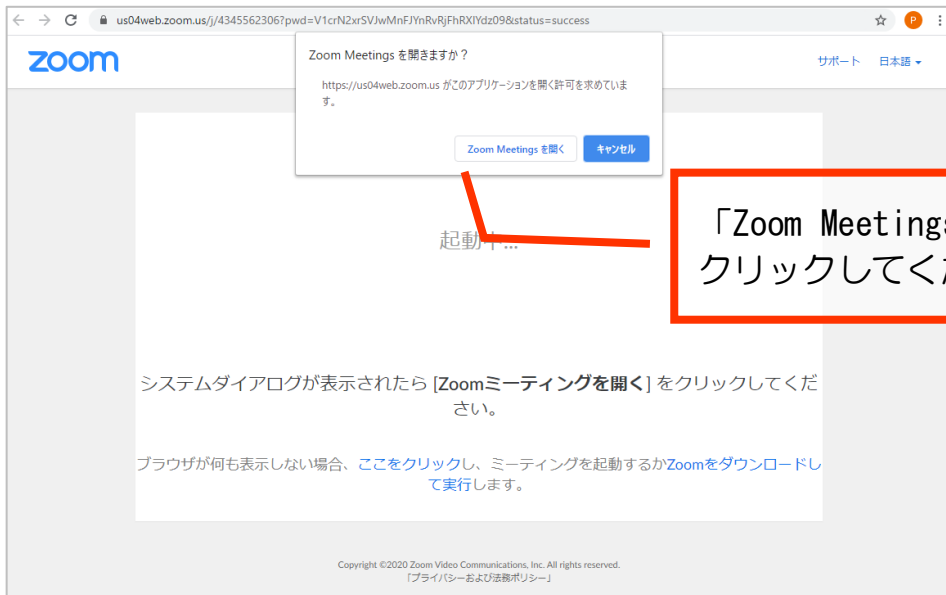 us04web.zoom.us/j/4345562306?pwd=V1crN2xrSVJwMnFJYnRvRjFhRXlYdz09&status=success
P
zoom
サポート 日本語
Zoom Meetings を開きますか？
https://us04web.zoom.us がこのアプリケーションを開く許可を求めていま
す。
Zoom Meetings を開く キャンセル
起動中...
「Zoom Meetings
クリックしてくだ
システムダイアログが表示されたら [Zoomミーティングを開く] をクリックしてくだ
さい。
ブラウザが何も表示しない場合、ここをクリックし、ミーティングを起動するかZoomをダウンロードし
て実行します。
Copyright ©2020 Zoom Video Communications, Inc. All rights reserved.
「プライバシーおよび法務ポリシー」